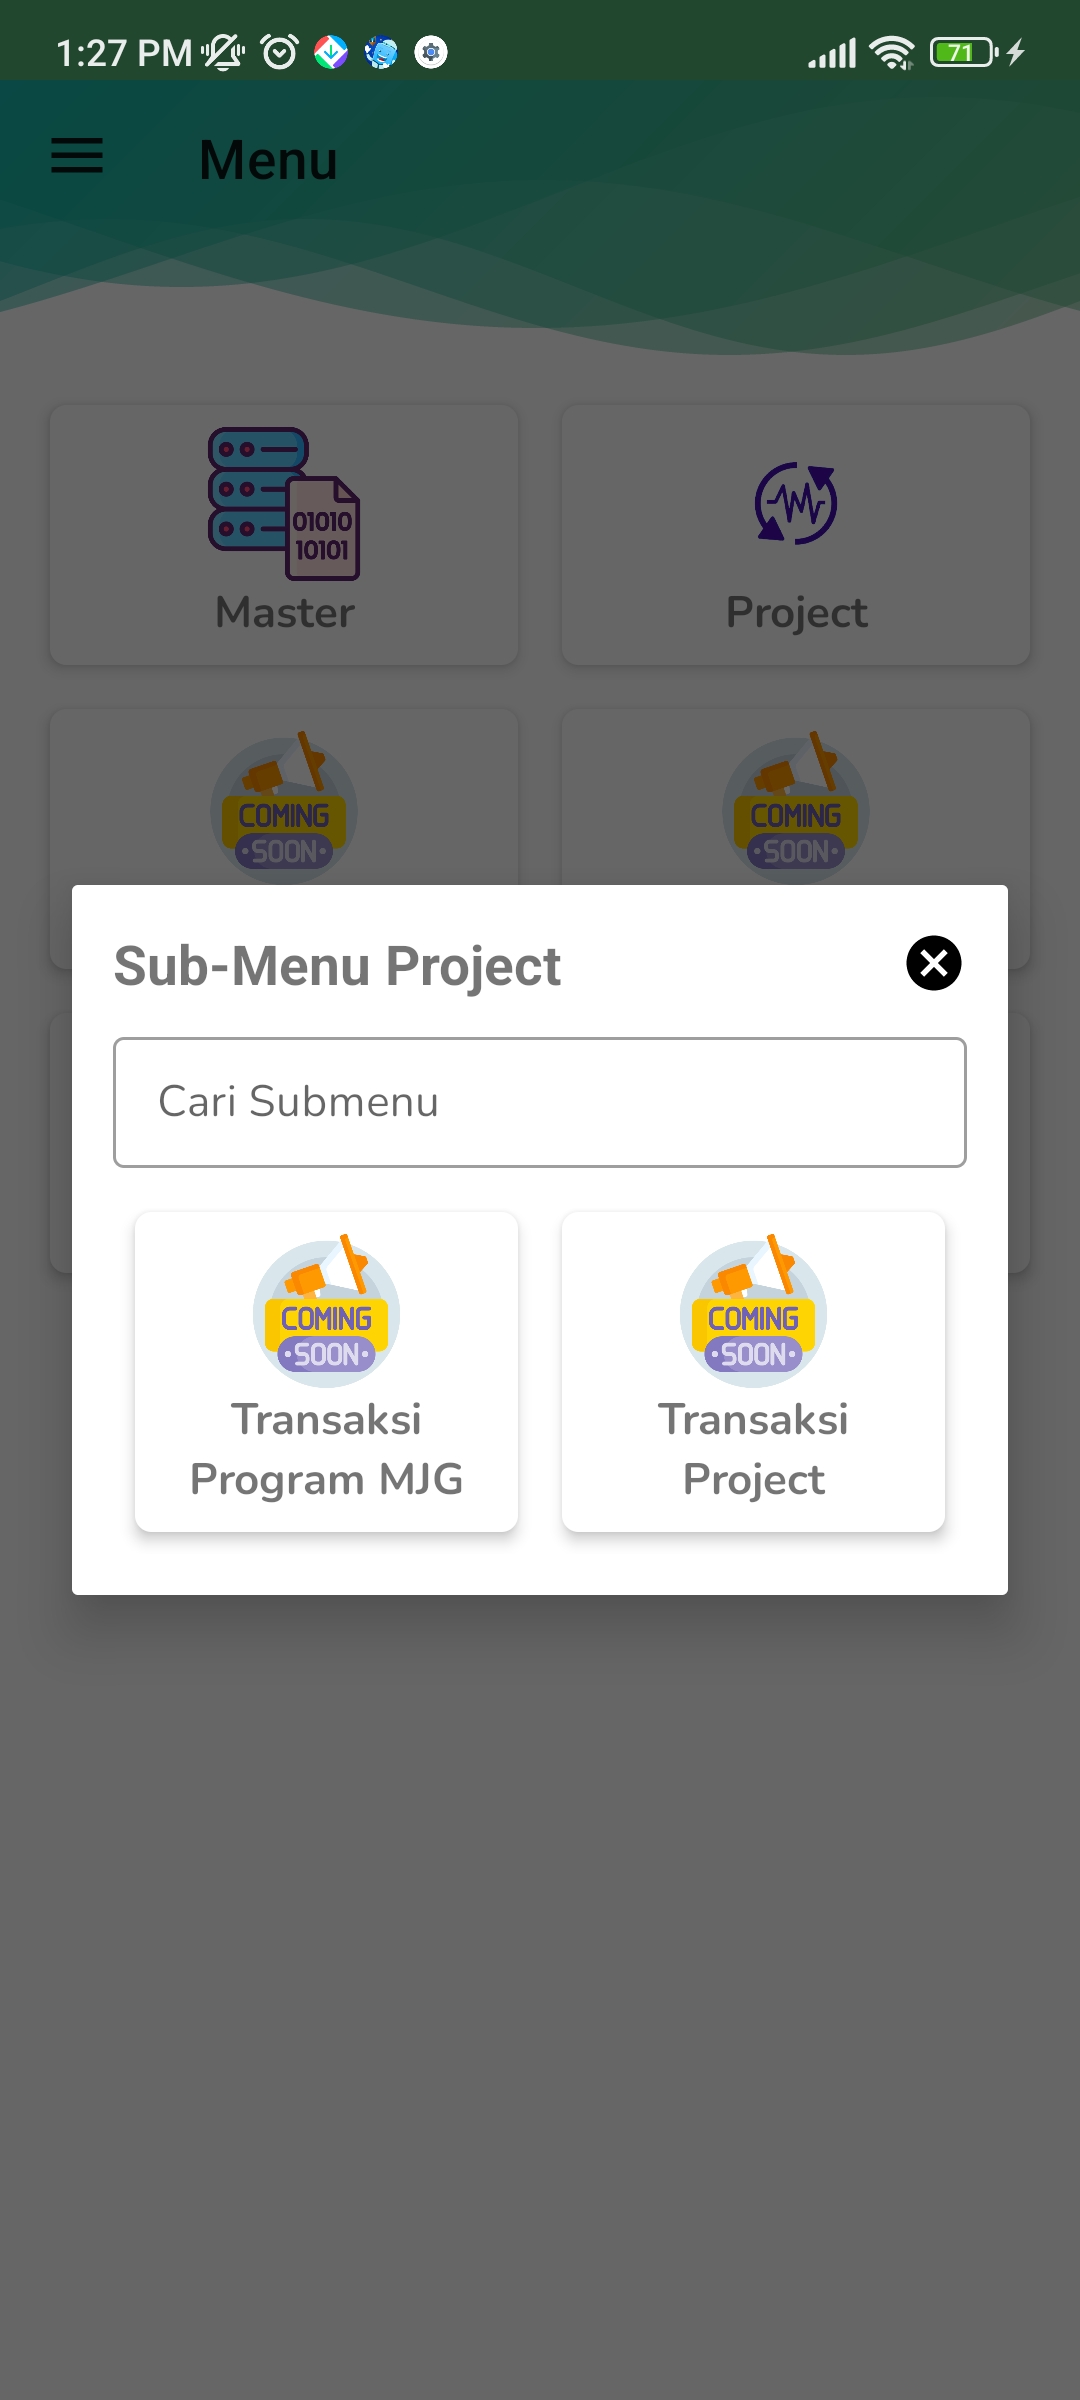 1:27 PM
71
Menu
01010
10101
Master
Project
COMING
SOON
COMING
SOON
Sub-Menu Project
Cari Submenu
COMING
SOON
COMING
SOON
Transaksi
Program MJG
Transaksi
Project